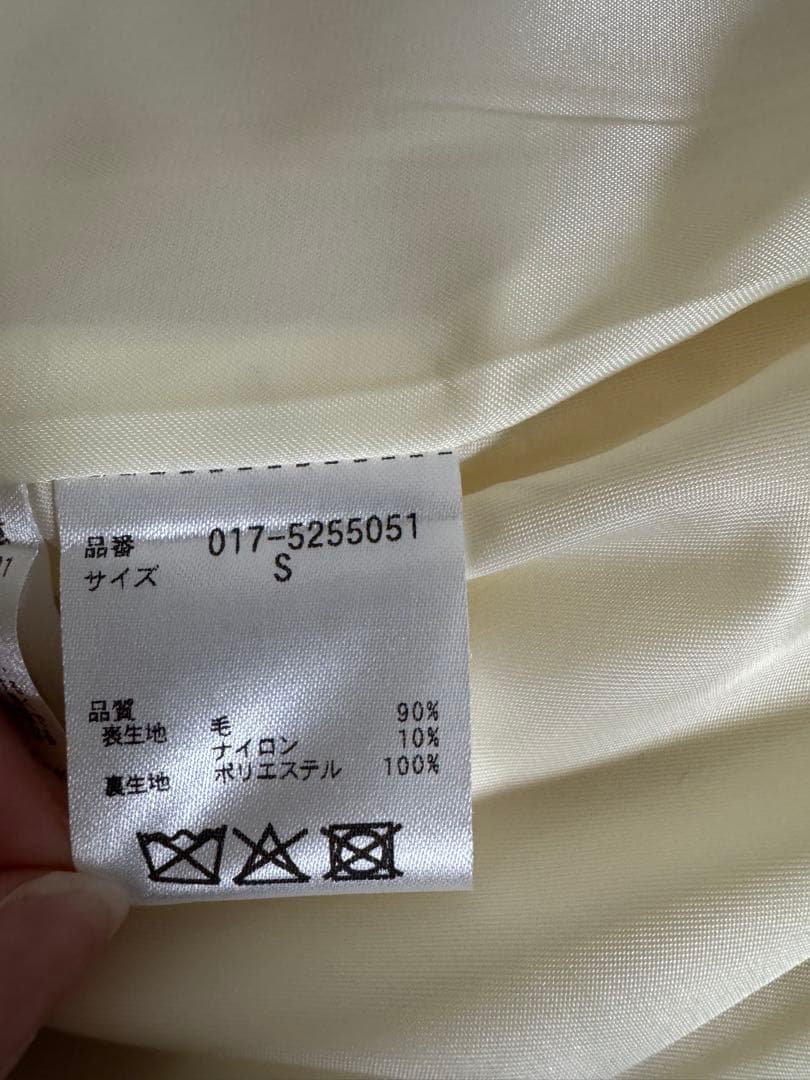 品番 017-5255051
サイズ S
品質
表生地 毛 90%
ナイロン 10%
裏生地 ポリエステル 100%